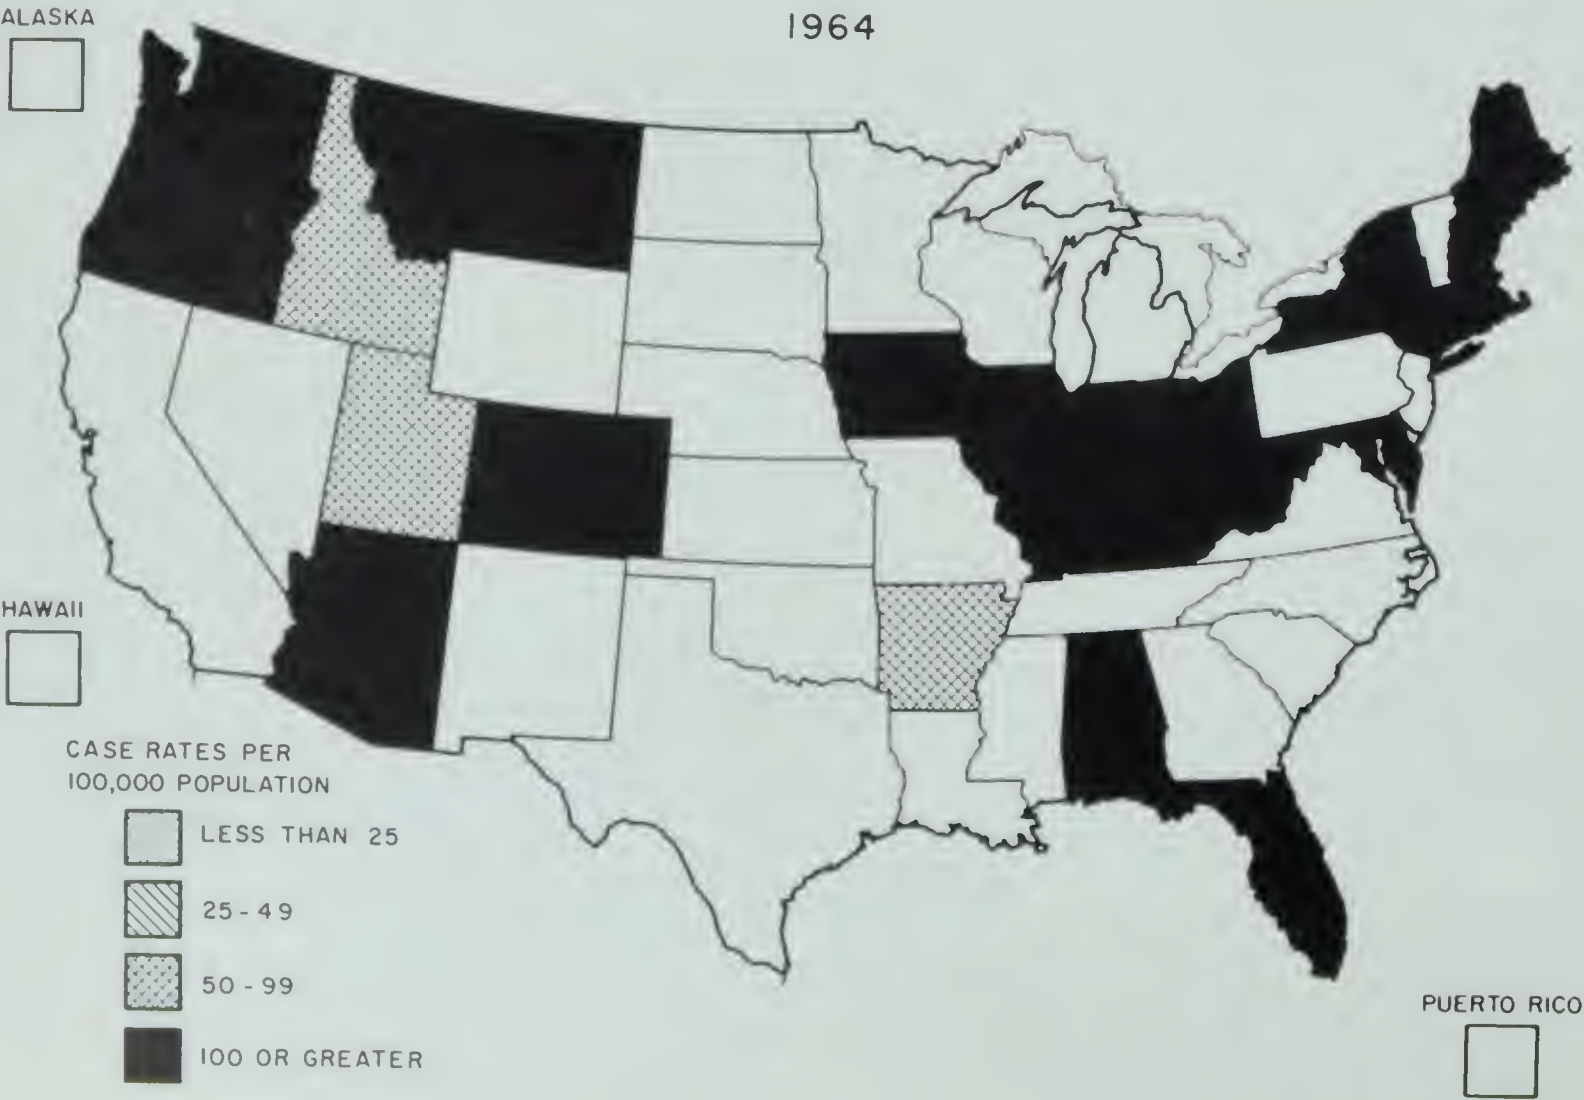 1964
ALASKA
HAWAII
CASE RATES PER
100,000 POPULATION
LESS THAN 25
25-49
50-99
100 OR GREATER
PUERTO RICO